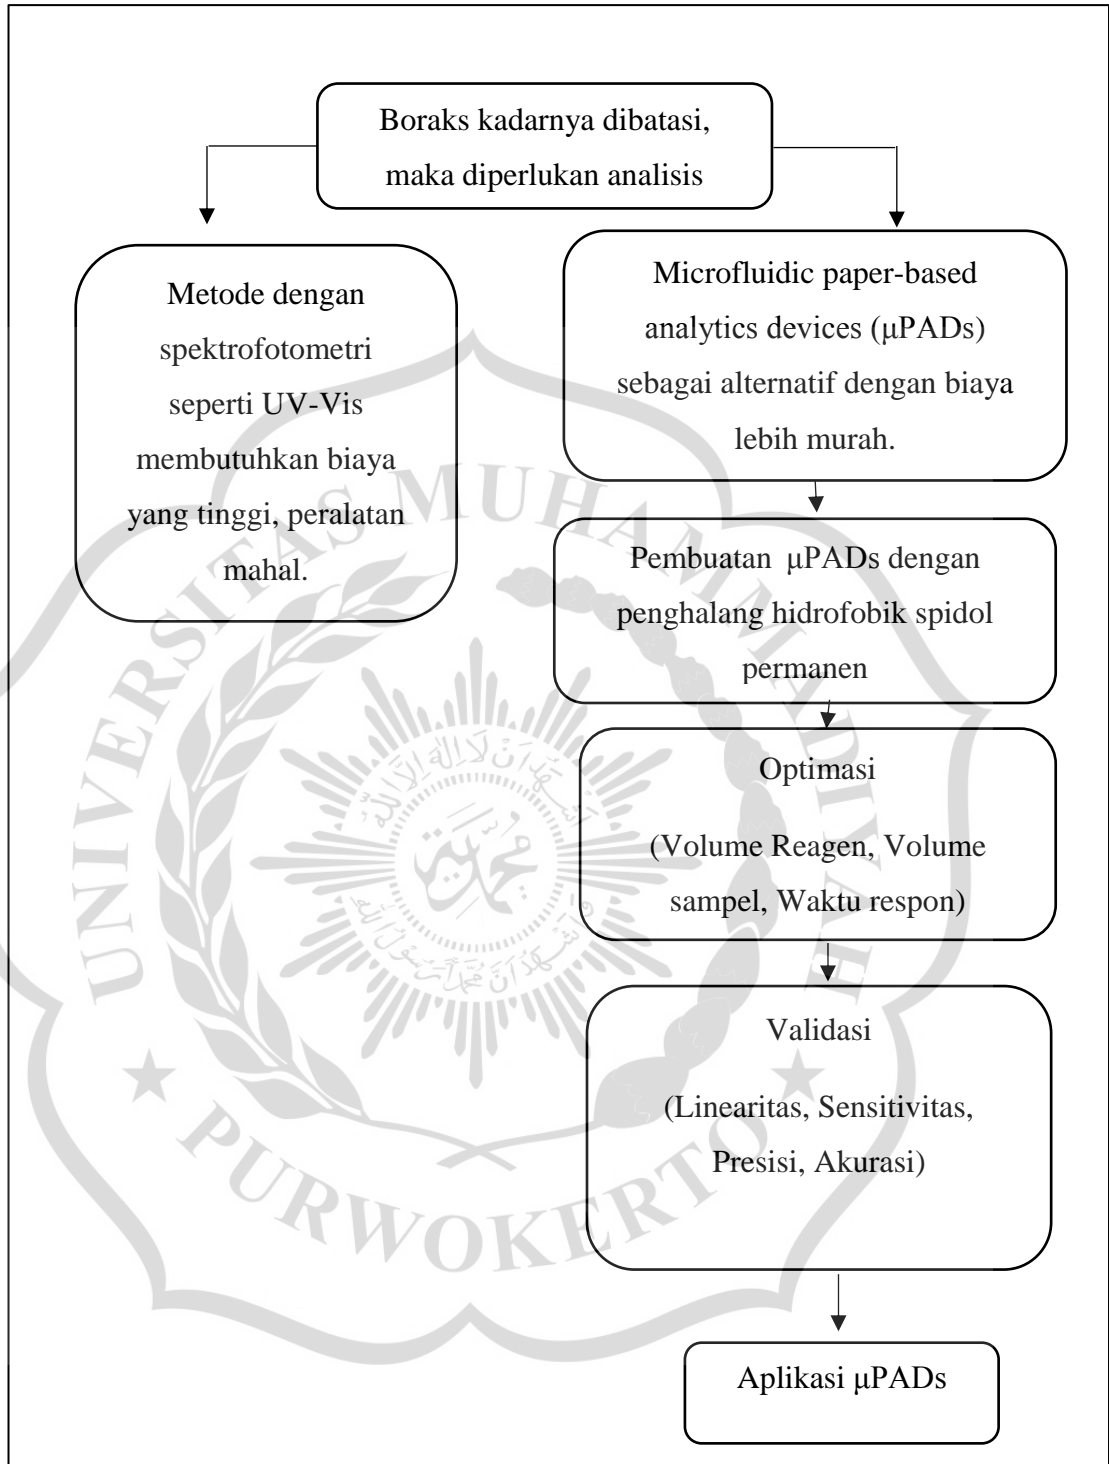 Boraks kadarnya dibatasi,
maka diperlukan analisis
Metode dengan
spektrofotometri
seperti UV-Vis
membutuhkan biaya
yang tinggi, peralatan
mahal.
Microfluidic paper-based
analytics devices (μPADs)
sebagai alternatif dengan biaya
lebih murah.
Pembuatan μPADs dengan
penghalang hidrofobik spidol
permanen
Optimasi
(Volume Reagen, Volume
sampel, Waktu respon)
Validasi
(Linearitas, Sensitivitas,
Presisi, Akurasi)
Aplikasi μPADs
UNIVERSITAS MUHAMMADIYAH
PURWOKERTO